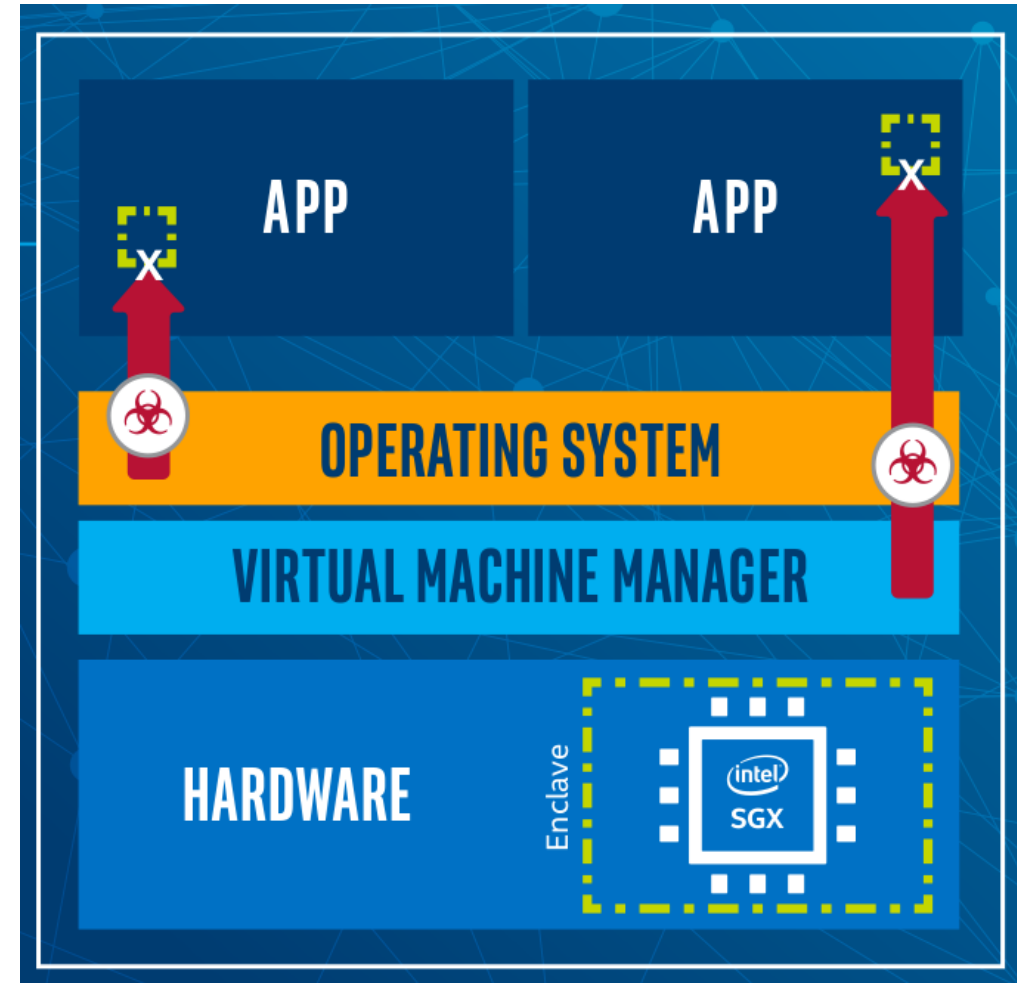 APP
APP
OPERATING SYSTEM
VIRTUAL MACHINE MANAGER
HARDWARE
Enclave
intel
SGX